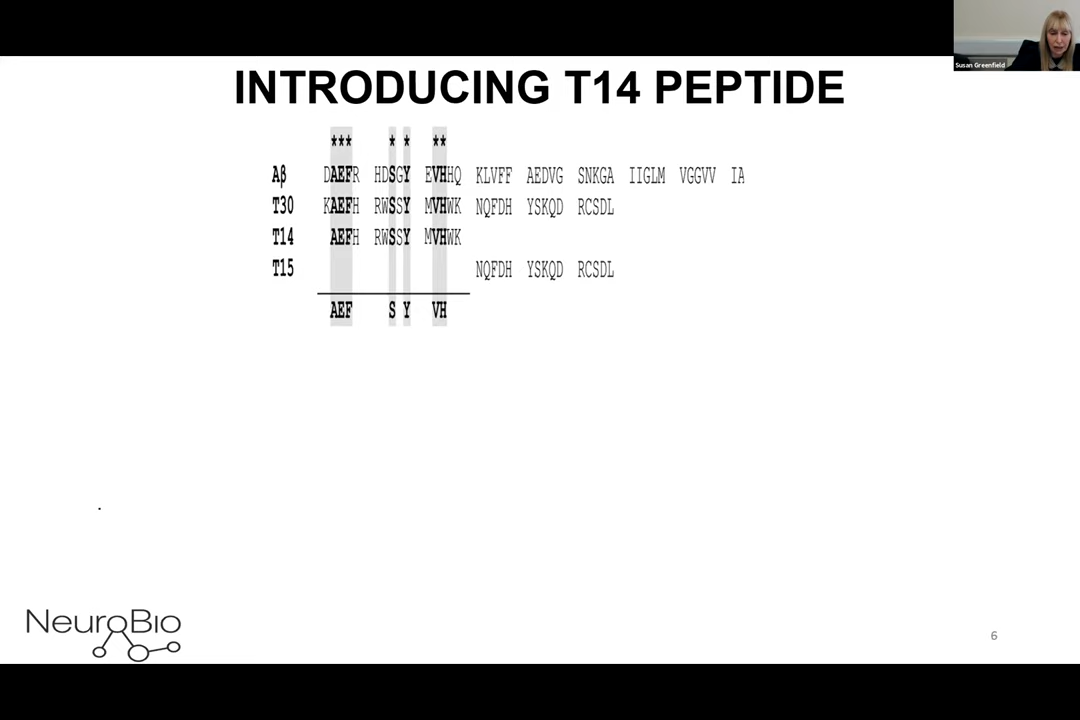 Susan Greenfield
INTRODUCING T14 PEPTIDE
*** * * **
Aβ DAEFR HDSGY EVHHQ KLVFF AEDVG SNKGA IIGLM VGGVV IA
T30 KAEFH RWSSY MVHWK NQFDH YSKQD RCSDL
T14 AEFH RWSSY MVHWK
T15 NQFDH YSKQD RCSDL
AEF S Y VH
.
NEUROBIO
6